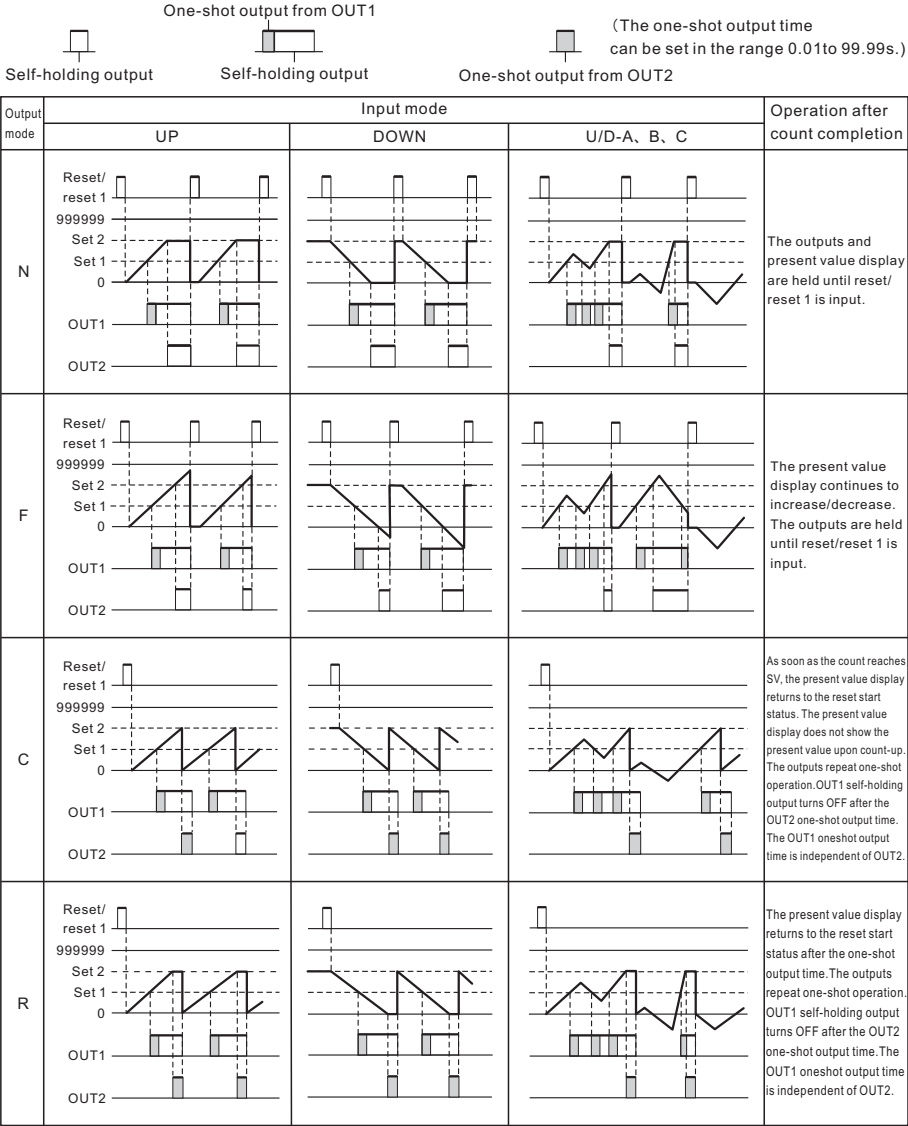 One-shot output from OUT1
(The one-shot output time
can be set in the range 0.01to 99.99s.)
Self-holding output
Self-holding output
One-shot output from OUT2
Output
mode
Input mode
Operation after
count completion
UP
DOWN
U/D-A、B、C
N
Reset/
reset 1
999999
Set 2
Set 1
0
OUT1
OUT2
The outputs and
present value display
are held until reset/
reset 1 is input.
F
Reset/
reset 1
999999
Set 2
Set 1
0
OUT1
OUT2
The present value
display continues to
increase/decrease.
The outputs are held
until reset/reset 1 is
input.
C
Reset/
reset 1
999999
Set 2
Set 1
0
OUT1
OUT2
As soon as the count reaches
SV, the present value display
returns to the reset start
status. The present value
display does not show the
present value upon count-up.
The outputs repeat one-shot
operation.OUT1 self-holding
output turns OFF after the
OUT2 one-shot output time.
The OUT1 oneshot output
time is independent of OUT2.
R
Reset/
reset 1
999999
Set 2
Set 1
0
OUT1
OUT2
The present value display
returns to the reset start
status after the one-shot
output time.The outputs
repeat one-shot operation.
OUT1 self-holding output
turns OFF after the OUT2
one-shot output time.The
OUT1 oneshot output time
is independent of OUT2.